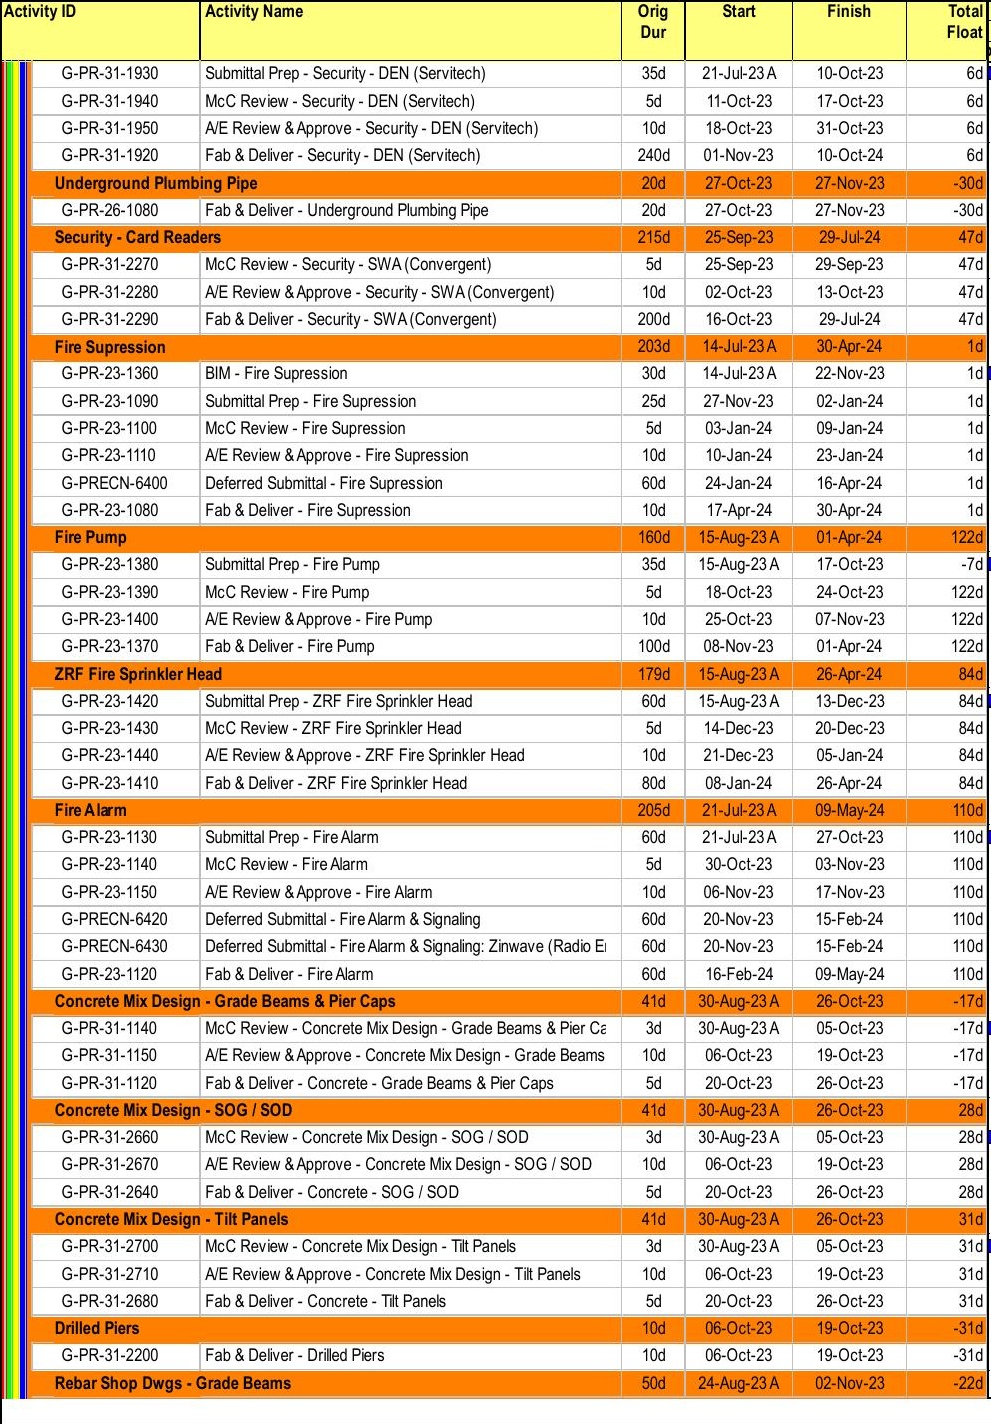 Activity ID Activity Name Orig Dur Start Finish Total Float
G-PR-31-1930 Submittal Prep - Security - DEN (Servitech) 35d 21-Jul-23 A 10-Oct-23 6d
G-PR-31-1940 McC Review - Security - DEN (Servitech) 5d 11-Oct-23 17-Oct-23 6d
G-PR-31-1950 A/E Review & Approve - Security - DEN (Servitech) 10d 18-Oct-23 31-Oct-23 6d
G-PR-31-1920 Fab & Deliver - Security - DEN (Servitech) 240d 01-Nov-23 10-Oct-24 6d
Underground Plumbing Pipe 20d 27-Oct-23 27-Nov-23 -30d
G-PR-26-1080 Fab & Deliver - Underground Plumbing Pipe 20d 27-Oct-23 27-Nov-23 -30d
Security - Card Readers 215d 25-Sep-23 29-Jul-24 47d
G-PR-31-2270 McC Review - Security - SWA (Convergent) 5d 25-Sep-23 29-Sep-23 47d
G-PR-31-2280 A/E Review & Approve - Security - SWA (Convergent) 10d 02-Oct-23 13-Oct-23 47d
G-PR-31-2290 Fab & Deliver - Security - SWA (Convergent) 200d 16-Oct-23 29-Jul-24 47d
Fire Supression 203d 14-Jul-23 A 30-Apr-24 1d
G-PR-23-1360 BIM - Fire Supression 30d 14-Jul-23 A 22-Nov-23 1d
G-PR-23-1090 Submittal Prep - Fire Supression 25d 27-Nov-23 02-Jan-24 1d
G-PR-23-1100 McC Review - Fire Supression 5d 03-Jan-24 09-Jan-24 1d
G-PR-23-1110 A/E Review & Approve - Fire Supression 10d 10-Jan-24 23-Jan-24 1d
G-PRECN-6400 Deferred Submittal - Fire Supression 60d 24-Jan-24 16-Apr-24 1d
G-PR-23-1080 Fab & Deliver - Fire Supression 10d 17-Apr-24 30-Apr-24 1d
Fire Pump 160d 15-Aug-23 A 01-Apr-24 122d
G-PR-23-1380 Submittal Prep - Fire Pump 35d 15-Aug-23 A 17-Oct-23 -7d
G-PR-23-1390 McC Review - Fire Pump 5d 18-Oct-23 24-Oct-23 122d
G-PR-23-1400 A/E Review & Approve - Fire Pump 10d 25-Oct-23 07-Nov-23 122d
G-PR-23-1370 Fab & Deliver - Fire Pump 100d 08-Nov-23 01-Apr-24 122d
ZRF Fire Sprinkler Head 179d 15-Aug-23 A 26-Apr-24 84d
G-PR-23-1420 Submittal Prep - ZRF Fire Sprinkler Head 60d 15-Aug-23 A 13-Dec-23 84d
G-PR-23-1430 McC Review - ZRF Fire Sprinkler Head 5d 14-Dec-23 20-Dec-23 84d
G-PR-23-1440 A/E Review & Approve - ZRF Fire Sprinkler Head 10d 21-Dec-23 05-Jan-24 84d
G-PR-23-1410 Fab & Deliver - ZRF Fire Sprinkler Head 80d 08-Jan-24 26-Apr-24 84d
Fire Alarm 205d 21-Jul-23 A 09-May-24 110d
G-PR-23-1130 Submittal Prep - Fire Alarm 60d 21-Jul-23 A 27-Oct-23 110d
G-PR-23-1140 McC Review - Fire Alarm 5d 30-Oct-23 03-Nov-23 110d
G-PR-23-1150 A/E Review & Approve - Fire Alarm 10d 06-Nov-23 17-Nov-23 110d
G-PRECN-6420 Deferred Submittal - Fire Alarm & Signaling 60d 20-Nov-23 15-Feb-24 110d
G-PRECN-6430 Deferred Submittal - Fire Alarm & Signaling: Zinwave (Radio 60d 20-Nov-23 15-Feb-24 110d
G-PR-23-1120 Fab & Deliver - Fire Alarm 60d 16-Feb-24 09-May-24 110d
Concrete Mix Design - Grade Beams & Pier Caps 41d 30-Aug-23 A 26-Oct-23 -17d
G-PR-31-1140 McC Review - Concrete Mix Design - Grade Beams & Pier Ca 3d 30-Aug-23 A 05-Oct-23 -17d
G-PR-31-1150 A/E Review & Approve - Concrete Mix Design - Grade Beams 10d 06-Oct-23 19-Oct-23 -17d
G-PR-31-1120 Fab & Deliver - Concrete - Grade Beams & Pier Caps 5d 20-Oct-23 26-Oct-23 -17d
Concrete Mix Design - SOG / SOD 41d 30-Aug-23 A 26-Oct-23 28d
G-PR-31-2660 McC Review - Concrete Mix Design - SOG / SOD 3d 30-Aug-23 A 05-Oct-23 28d
G-PR-31-2670 A/E Review & Approve - Concrete Mix Design - SOG / SOD 10d 06-Oct-23 19-Oct-23 28d
G-PR-31-2640 Fab & Deliver - Concrete - SOG / SOD 5d 20-Oct-23 26-Oct-23 28d
Concrete Mix Design - Tilt Panels 41d 30-Aug-23 A 26-Oct-23 31d
G-PR-31-2700 McC Review - Concrete Mix Design - Tilt Panels 3d 30-Aug-23 A 05-Oct-23 31d
G-PR-31-2710 A/E Review & Approve - Concrete Mix Design - Tilt Panels 10d 06-Oct-23 19-Oct-23 31d
G-PR-31-2680 Fab & Deliver - Concrete - Tilt Panels 5d 20-Oct-23 26-Oct-23 31d
Drilled Piers 10d 06-Oct-23 19-Oct-23 -31d
G-PR-31-2200 Fab & Deliver - Drilled Piers 10d 06-Oct-23 19-Oct-23 -31d
Rebar Shop Dwgs - Grade Beams 50d 24-Aug-23 A 02-Nov-23 -22d